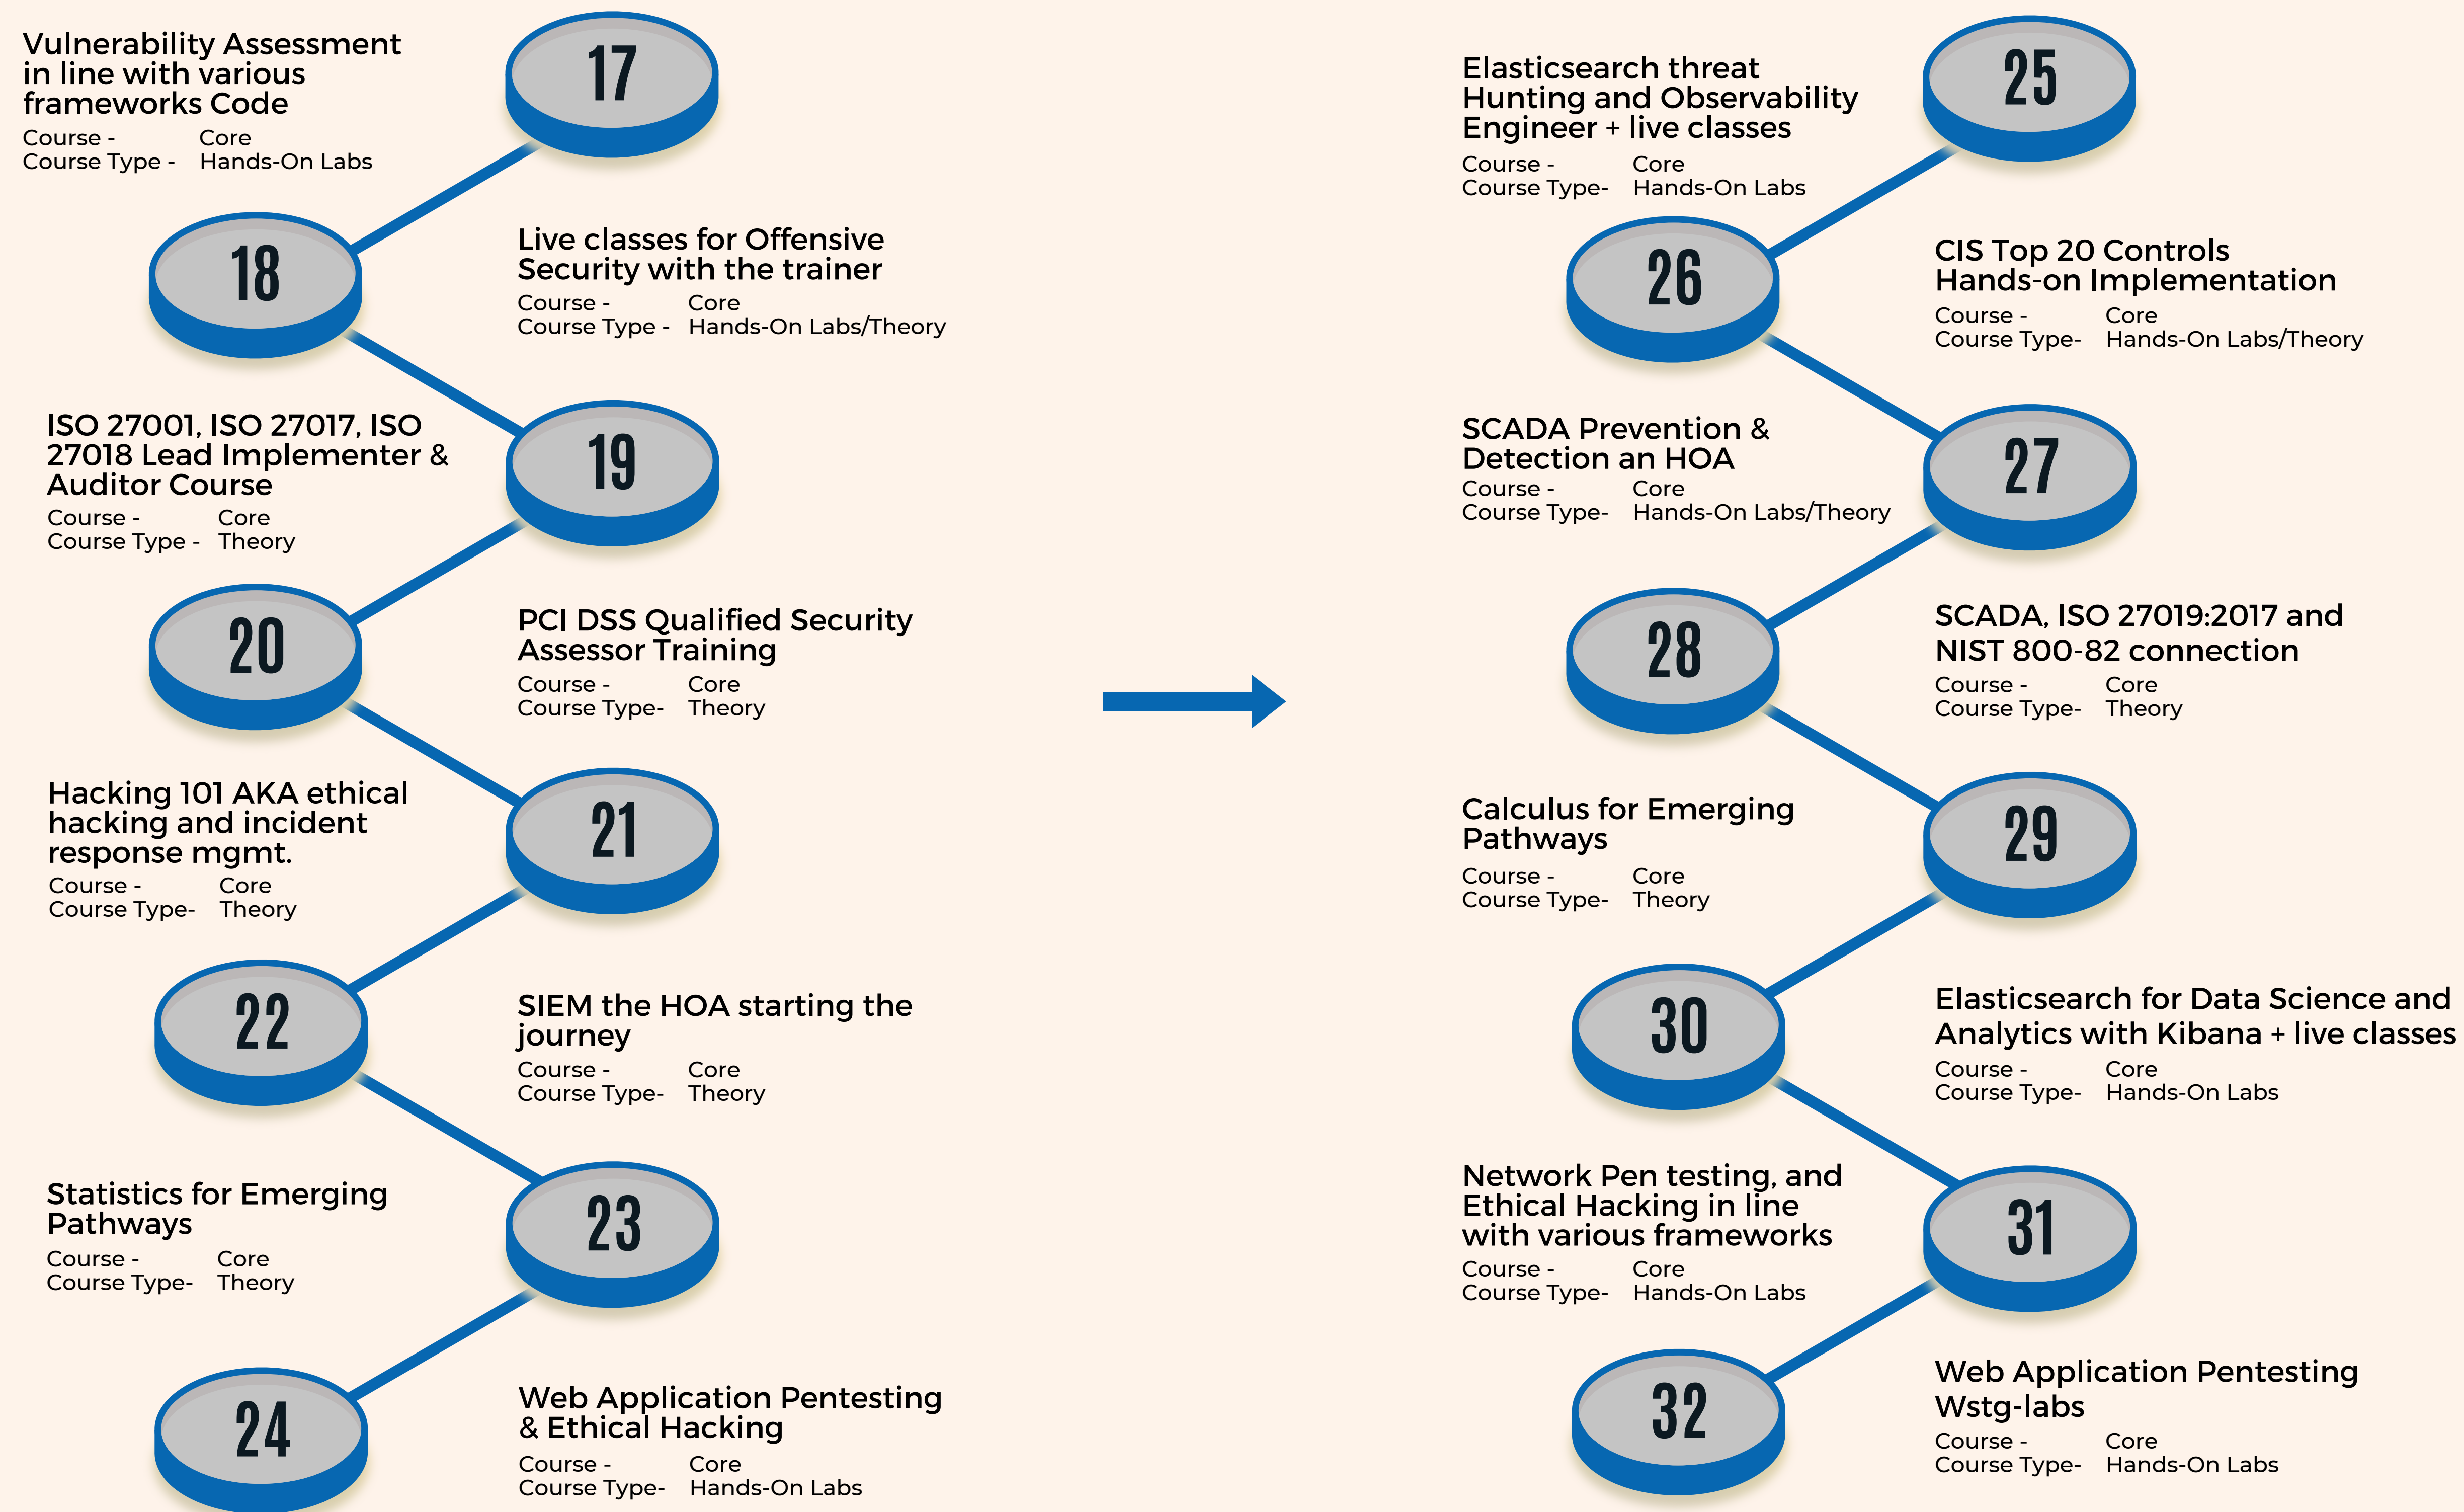 Vulnerability Assessment
in line with various
frameworks Code
Course - Core
Course Type - Hands-On Labs
17
18
Live classes for Offensive
Security with the trainer
Course - Core
Course Type - Hands-On Labs/Theory
ISO 27001, ISO 27017, ISO
27018 Lead Implementer &
Auditor Course
Course - Core
Course Type - Theory
19
20
PCI DSS Qualified Security
Assessor Training
Course - Core
Course Type- Theory
Hacking 101 AKA ethical
hacking and incident
response mgmt.
Course - Core
Course Type- Theory
21
22
SIEM the HOA starting the
journey
Course - Core
Course Type- Theory
Statistics for Emerging
Pathways
Course - Core
Course Type- Theory
23
24
Web Application Pentesting
& Ethical Hacking
Course - Core
Course Type- Hands-On Labs
Elasticsearch threat
Hunting and Observability
Engineer + live classes
Course - Core
Course Type- Hands-On Labs
25
26
CIS Top 20 Controls
Hands-on Implementation
Course - Core
Course Type- Hands-On Labs/Theory
SCADA Prevention &
Detection an HOA
Course - Core
Course Type- Hands-On Labs/Theory
27
28
SCADA, ISO 27019:2017 and
NIST 800-82 connection
Course - Core
Course Type- Theory
Calculus for Emerging
Pathways
Course - Core
Course Type- Theory
29
30
Elasticsearch for Data Science and
Analytics with Kibana + live classes
Course - Core
Course Type- Hands-On Labs
Network Pen testing, and
Ethical Hacking in line
with various frameworks
Course - Core
Course Type- Hands-On Labs
31
32
Web Application Pentesting
Wstg-labs
Course - Core
Course Type- Hands-On Labs